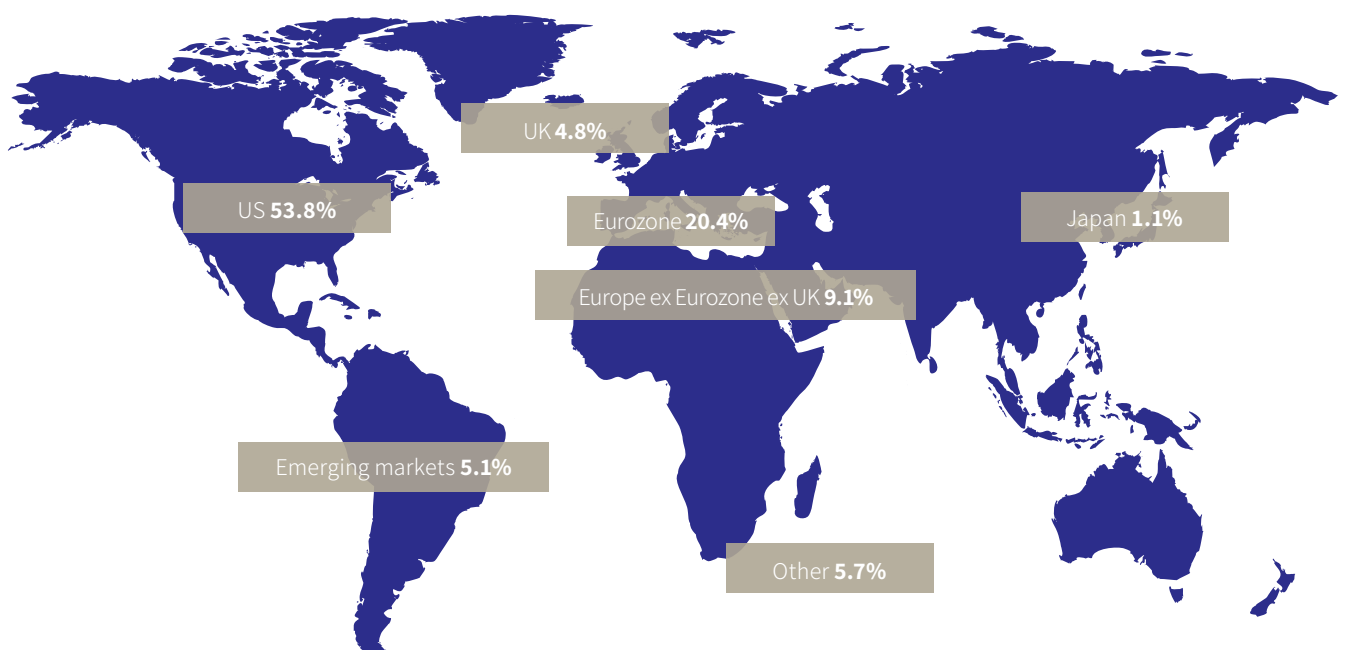 UK 4.8%
US 53.8%
Eurozone 20.4%
Japan 1.1%
Europe ex Eurozone ex UK 9.1%
Emerging markets 5.1%
Other 5.7%